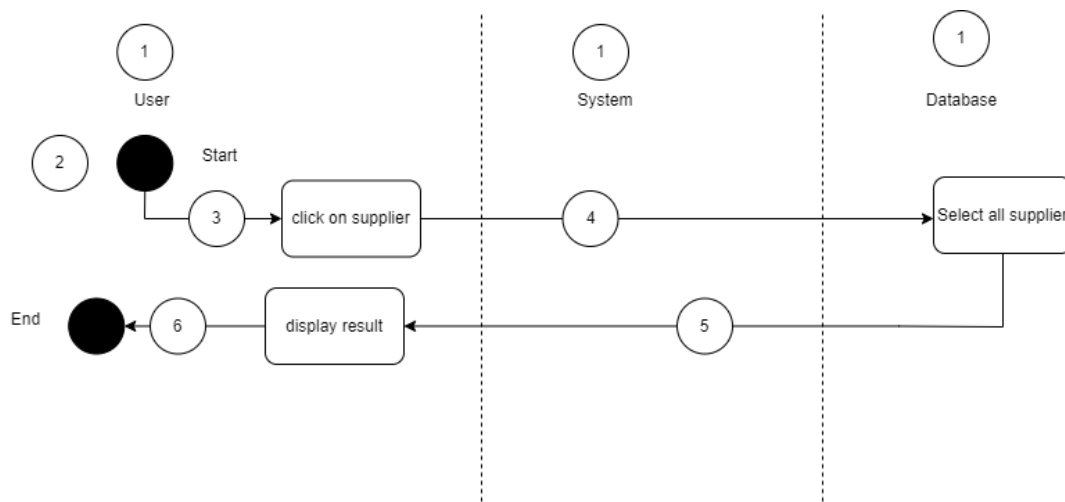 1
1
1
User
System
Database
2
Start
3
click on supplier
4
Select all supplier
End
6
display result
5